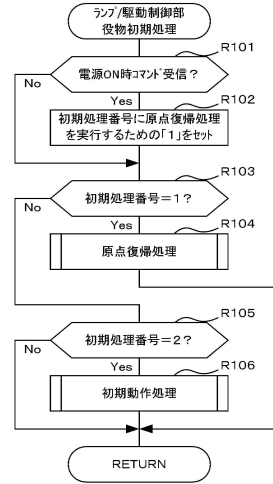 ﾗﾝﾌﾟ/駆動制御部
役物初期処理
R101
電源ON時ｺﾏﾝﾄﾞ受信？
No
Yes
R102
初期処理番号に原点復帰処理
を実行するための「１」をセット
R103
初期処理番号＝1？
No
Yes
R104
原点復帰処理
R105
初期処理番号＝2？
No
Yes
R106
初期動作処理
RETURN